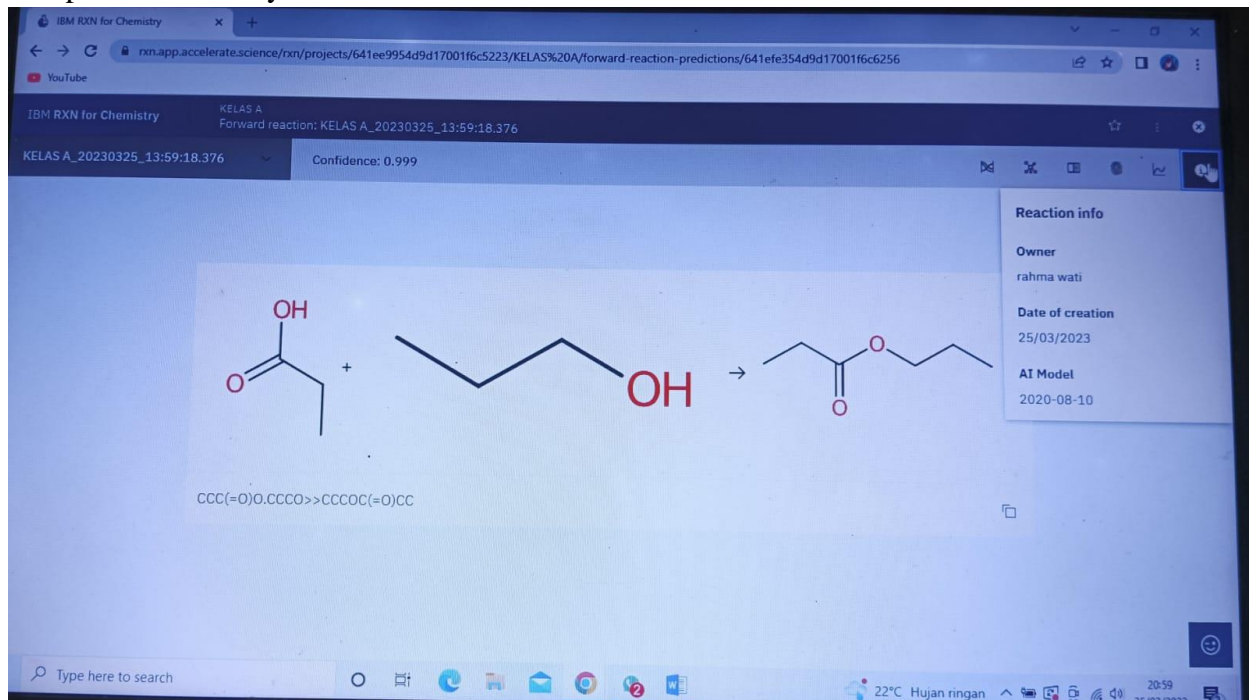 IBM RXN for Chemistry
rxn.app.accelerate.science/rxn/projects/641ee9954d9d17001f6c5223/KELAS%20A/forward-reaction-predictions/641efe354d9d17001f6c6256
YouTube
IBM RXN for Chemistry
KELAS A
Forward reaction: KELAS A_20230325_13:59:18.376
KELAS A_20230325_13:59:18.376
Confidence: 0.999
Reaction info
Owner
rahma wati
Date of creation
25/03/2023
AI Model
2020-08-10
OH
O
+
OH
→
O
O
CCC(=O)O.CCCO>>CCCOC(=O)CC
Type here to search
2
22°C Hujan ringan
20:59